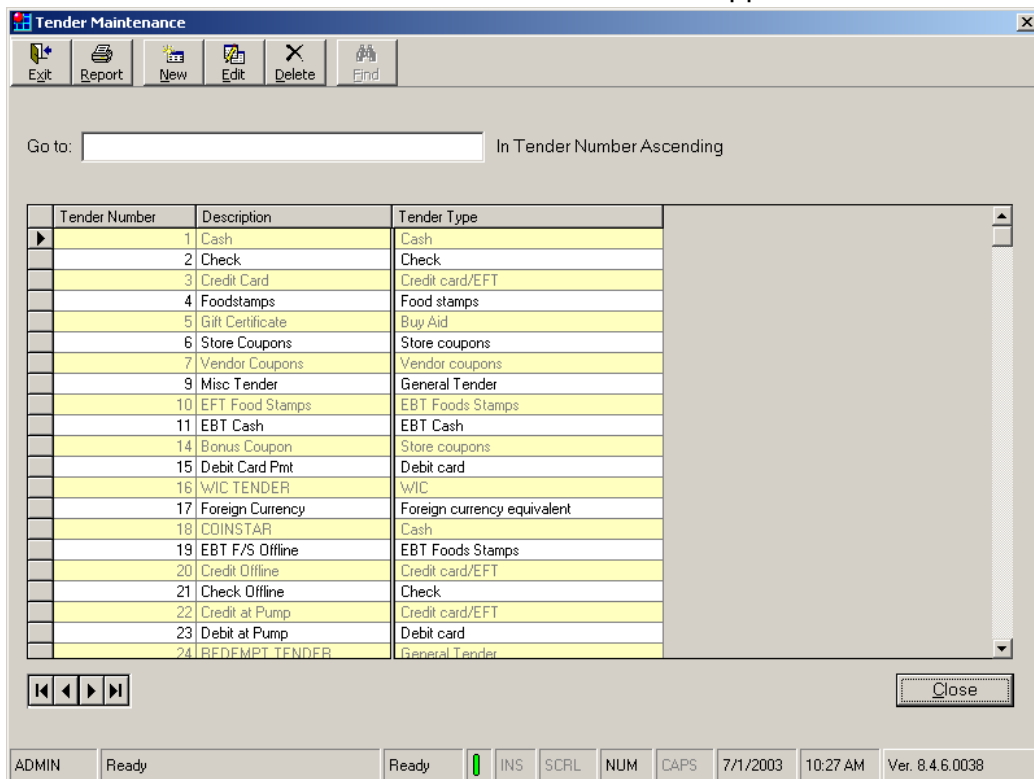 Tender Maintenance
Exit Report New Edit Delete Find
Go to: In Tender Number Ascending
Tender Number Description Tender Type
1 Cash Cash
2 Check Check
3 Credit Card Credit card/EFT
4 Foodstamps Food stamps
5 Gift Certificate Buy Aid
6 Store Coupons Store coupons
7 Vendor Coupons Vendor coupons
9 Misc Tender General Tender
10 EFT Food Stamps EBT Foods Stamps
11 EBT Cash EBT Cash
14 Bonus Coupon Store coupons
15 Debit Card Pmt Debit card
16 WIC TENDER WIC
17 Foreign Currency Foreign currency equivalent
18 COINSTAR Cash
19 EBT F/S Offline EBT Foods Stamps
20 Credit Offline Credit card/EFT
21 Check Offline Check
22 Credit at Pump Credit card/EFT
23 Debit at Pump Debit card
24 REDEMPT TENDER General Tender
Close
ADMIN Ready Ready INS SCRL NUM CAPS 7/1/2003 10:27 AM Ver. 8.4.6.0038